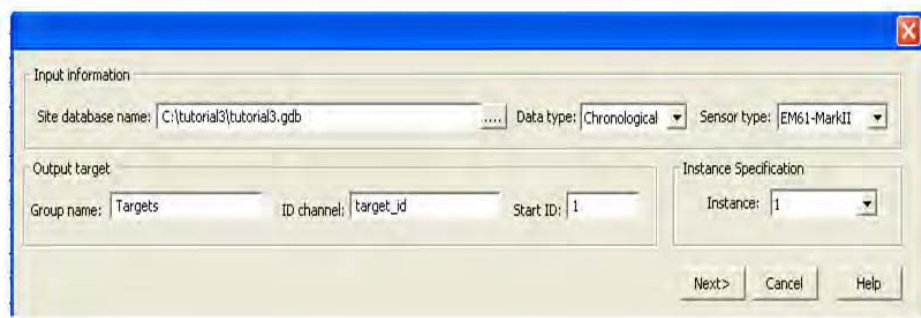 Input information
Site database name: C:\tutorial3\tutorial3.gdb .... Data type: Chronological Sensor type: EM61-MarkII
Output target
Group name: Targets ID channel: target_id Start ID: 1
Instance Specification
Instance: 1
Next> Cancel Help